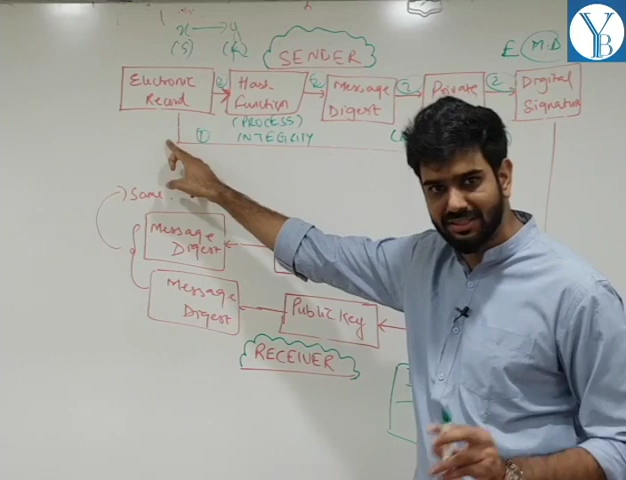 x → y
(S) (R)
SENDER
E M.D
YB
Electronic
Record
Hash
Function
Message
Digest
Private
Digital
Signature
(PROCESS)
① INTEGRITY
Same
Message
Digest
Message
Digest
Public Key
RECEIVER